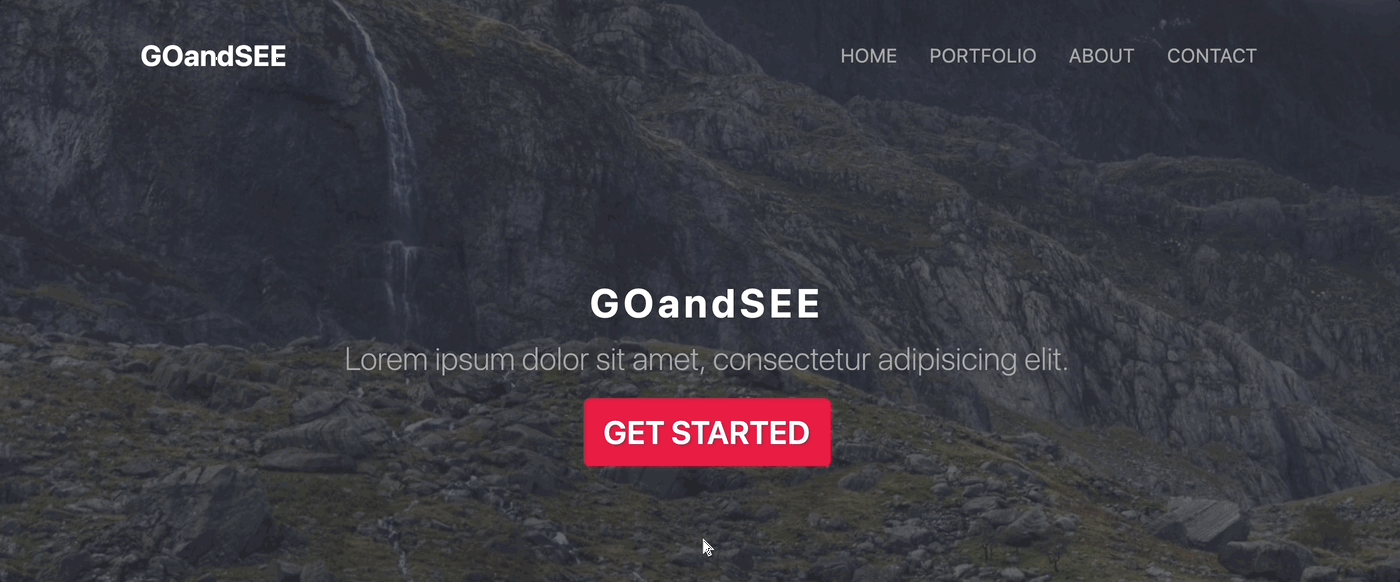 GOandSEE
HOME PORTFOLIO ABOUT CONTACT
GOandSEE
Lorem ipsum dolor sit amet, consectetur adipisicing elit.
GET STARTED